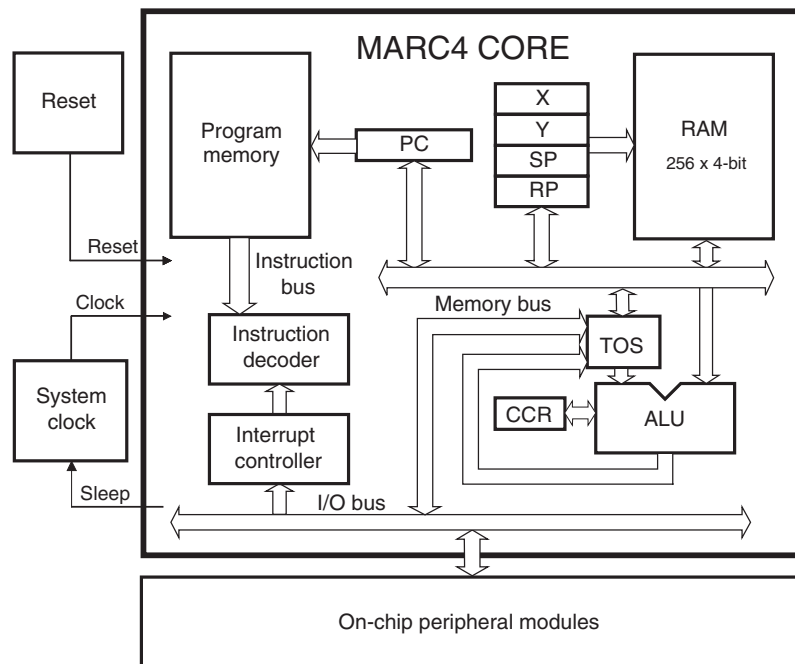 MARC4 CORE
Reset
Program
memory
PC
X
Y
SP
RP
RAM
256 x 4-bit
Reset
Instruction
bus
Clock
Memory bus
Instruction
decoder
TOS
System
clock
CCR
ALU
Interrupt
controller
Sleep
I/O bus
On-chip peripheral modules